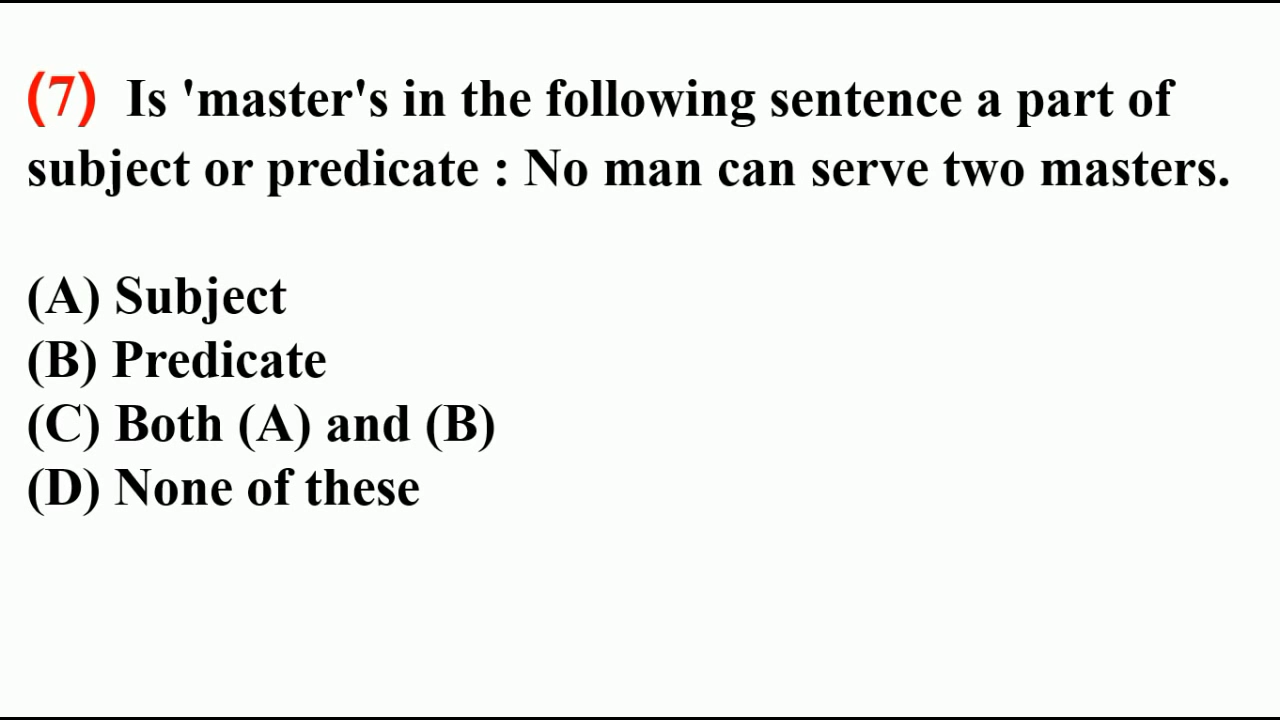 (7) Is 'master's in the following sentence a part of
subject or predicate : No man can serve two masters.
(A) Subject
(B) Predicate
(C) Both (A) and (B)
(D) None of these